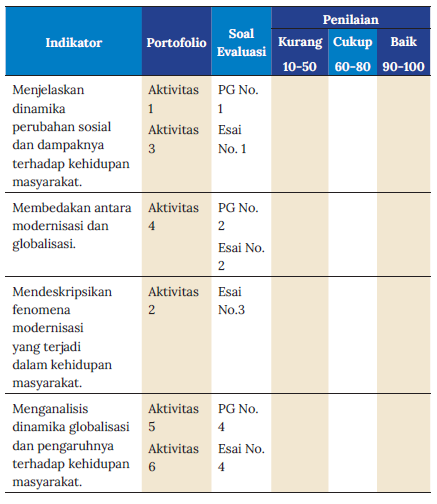 Indikator
Portofolio
Soal
Evaluasi
Penilaian
Kurang
10-50
Cukup
60-80
Baik
90-100
Menjelaskan
dinamika
perubahan sosial
dan dampaknya
terhadap kehidupan
masyarakat.
Aktivitas
1
Aktivitas
3
PG No.
1
Esai
No. 1
Membedakan antara
modernisasi dan
globalisasi.
Aktivitas
4
PG No.
2
Esai No.
2
Mendeskripsikan
fenomena
modernisasi
yang terjadi
dalam kehidupan
masyarakat.
Aktivitas
2
Esai
No.3
Menganalisis
dinamika globalisasi
dan pengaruhnya
terhadap kehidupan
masyarakat.
Aktivitas
5
Aktivitas
6
PG No.
4
Esai No.
4